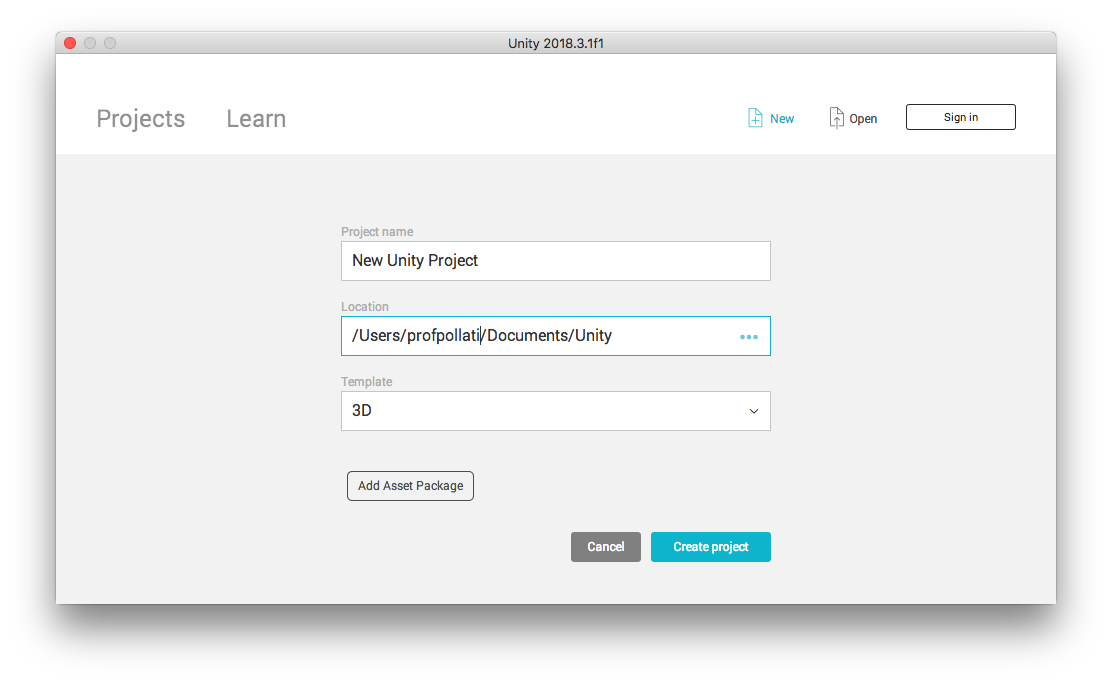 Unity 2018.3.1f1
Projects
Learn
New
Open
Sign in
Project name
New Unity Project
Location
/Users/profpollati/Documents/Unity
Template
3D
Add Asset Package
Cancel
Create project